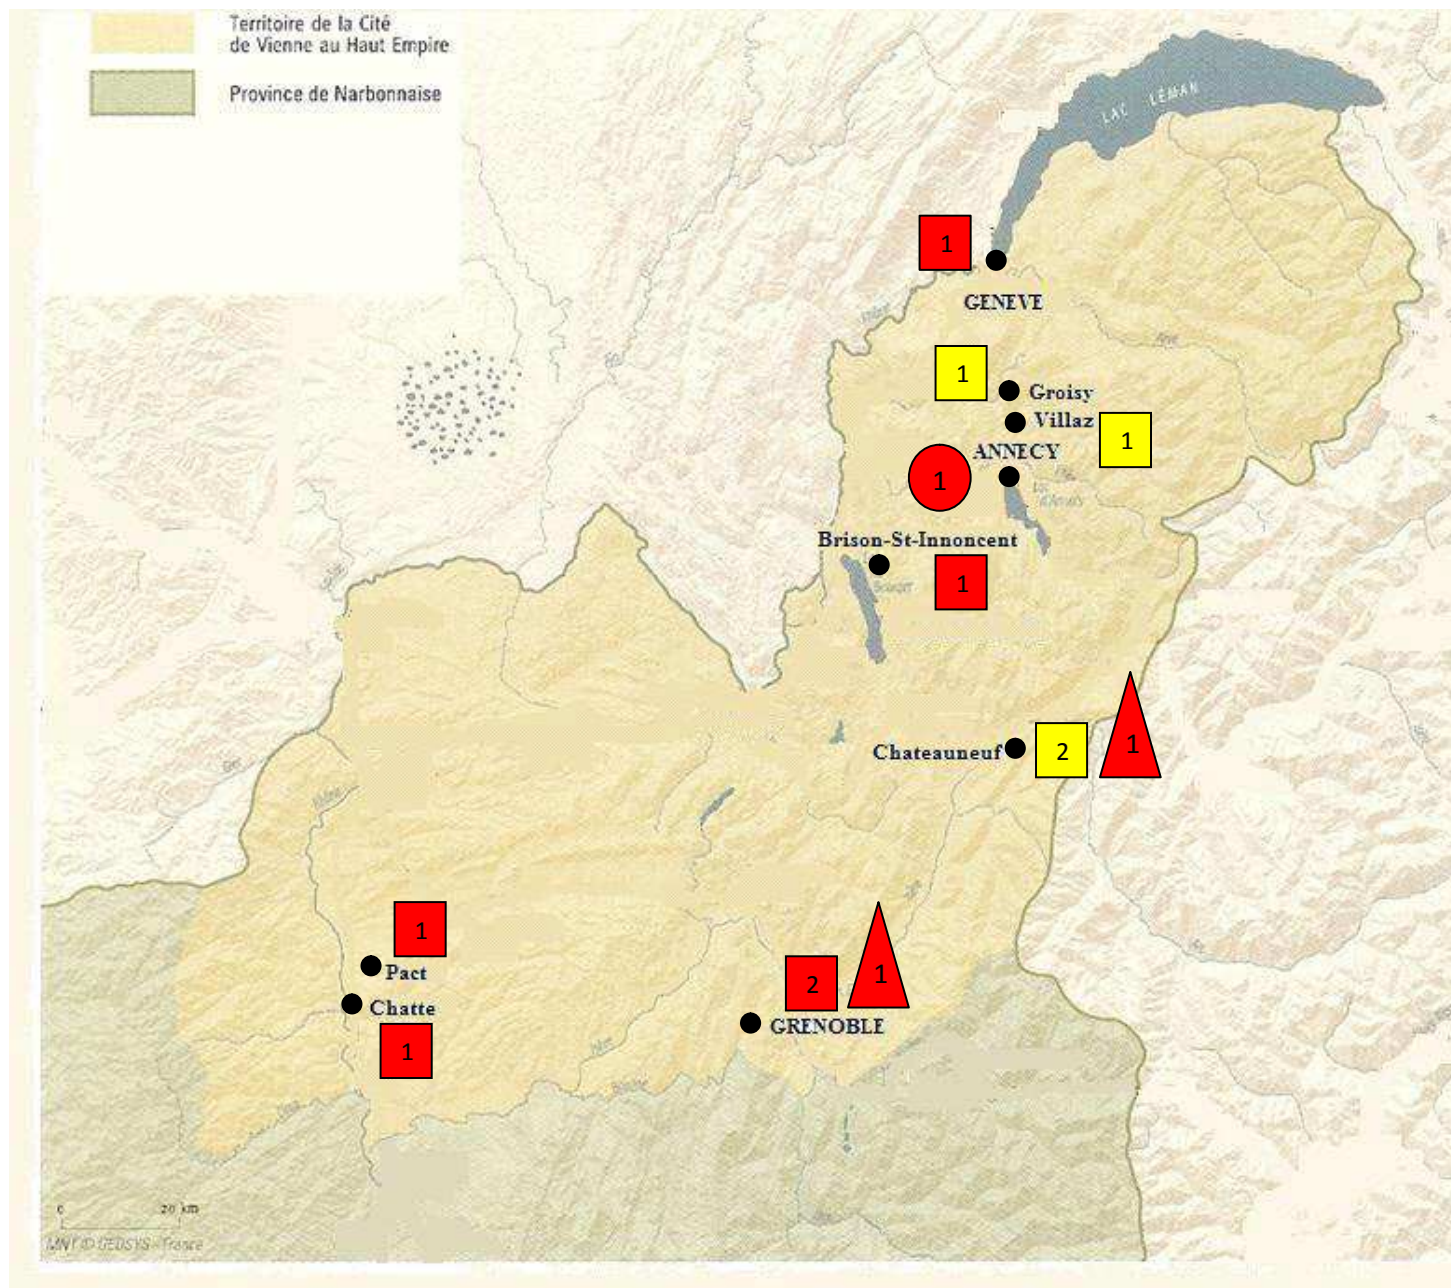 Territoire de la Cité
de Vienne au Haut Empire
Province de Narbonnaise
LAC LÉMAN
1
GENEVE
1
Groisy
Villaz
1
ANNECY
1
Brison-St-Innoncent
1
Chateauneuf
2
1
1
Pact
Chatte
1
2
1
GRENOBLE
0 20 km
MNT © GEOSYS - France